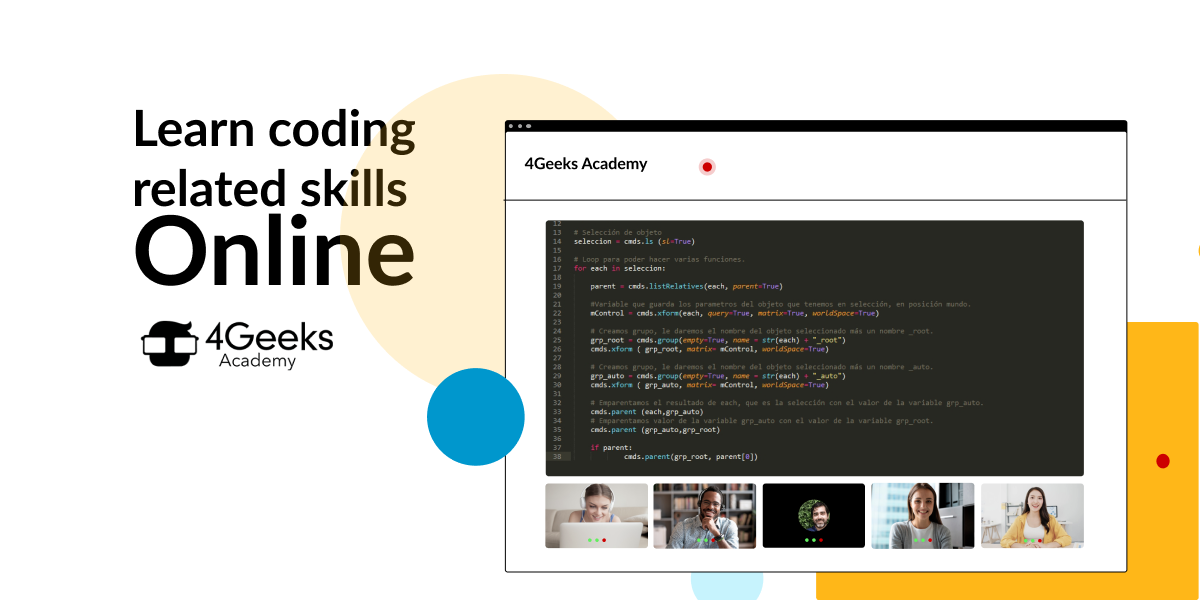 Learn coding
related skills
Online
4Geeks
Academy
4Geeks Academy
12
13 # Selección de objeto
14 seleccion = cmds.ls (sl=True)
15
16 # Loop para poder hacer varias funciones.
17 for each in seleccion:
18
19 parent = cmds.listRelatives(each, parent=True)
20
21 #Variable que guarda los parametros del objeto que tenemos en selección, en posición mundo.
22 mControl = cmds.xform(each, query=True, matrix=True, worldSpace=True)
23
24 # Creamos grupo, le daremos el nombre del objeto seleccionado más un nombre _root.
25 grp_root = cmds.group(empty=True, name = str(each) + "_root")
26 cmds.xform ( grp_root, matrix= mControl, worldSpace=True)
27
28 # Creamos grupo, le daremos el nombre del objeto seleccionado más un nombre _auto.
29 grp_auto = cmds.group(empty=True, name = str(each) + "_auto")
30 cmds.xform ( grp_auto, matrix= mControl, worldSpace=True)
31
32 # Emparentamos el resultado de each, que es la selección con el valor de la variable grp_auto.
33 cmds.parent (each,grp_auto)
34 # Emparentamos valor de la variable grp_auto con el valor de la variable grp_root.
35 cmds.parent (grp_auto,grp_root)
36
37 if parent:
38 cmds.parent(grp_root, parent[0])